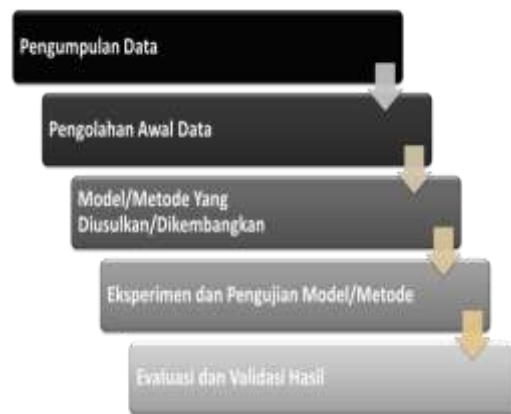 Pengumpulan Data
Pengolahan Awal Data
Model/Metode Yang
Diusulkan/Dikembangkan
Eksperimen dan Pengujian Model/Metode
Evaluasi dan Validasi Hasil